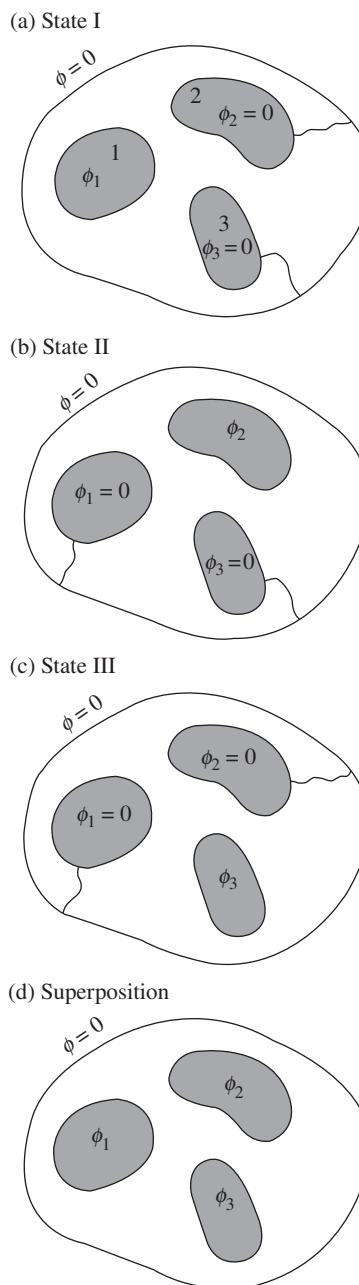 (a) State I
ϕ = 0
2
ϕ₂ = 0
1
ϕ₁
3
ϕ₃ = 0
(b) State II
ϕ = 0
ϕ₂
ϕ₁ = 0
ϕ₃ = 0
(c) State III
ϕ = 0
ϕ₂ = 0
ϕ₁ = 0
ϕ₃
(d) Superposition
ϕ = 0
ϕ₂
ϕ₁
ϕ₃